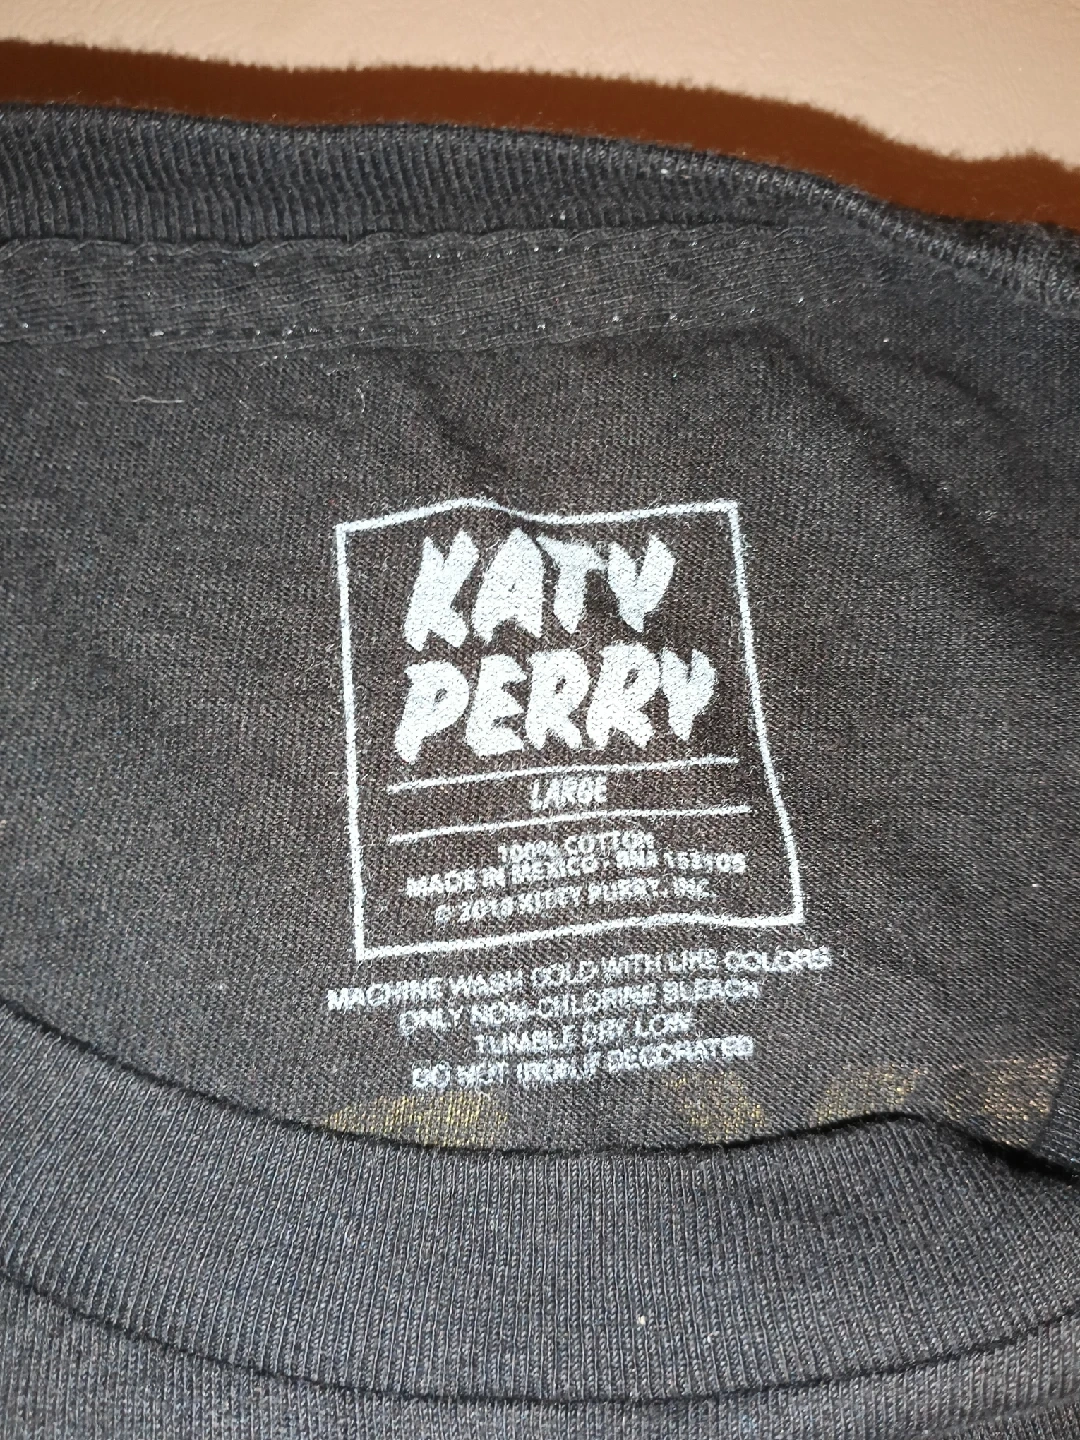 KATY
PERRY
LARGE
100% COTTON
MADE IN MEXICO · RN#
KITTY PURRY, INC.
MACHINE WASH COLD WITH LIKE COLORS
ONLY NON-CHLORINE BLEACH
TUMBLE DRY LOW
DO NOT IRON IF DECORATED